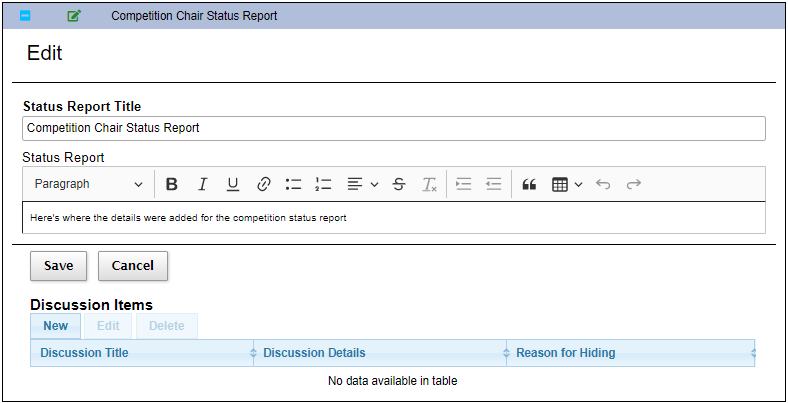 Competition Chair Status Report
Edit
Status Report Title
Competition Chair Status Report
Status Report
Paragraph B I U S Tx
Here's where the details were added for the competition status report
Save Cancel
Discussion Items
New Edit Delete
Discussion Title Discussion Details Reason for Hiding
No data available in table